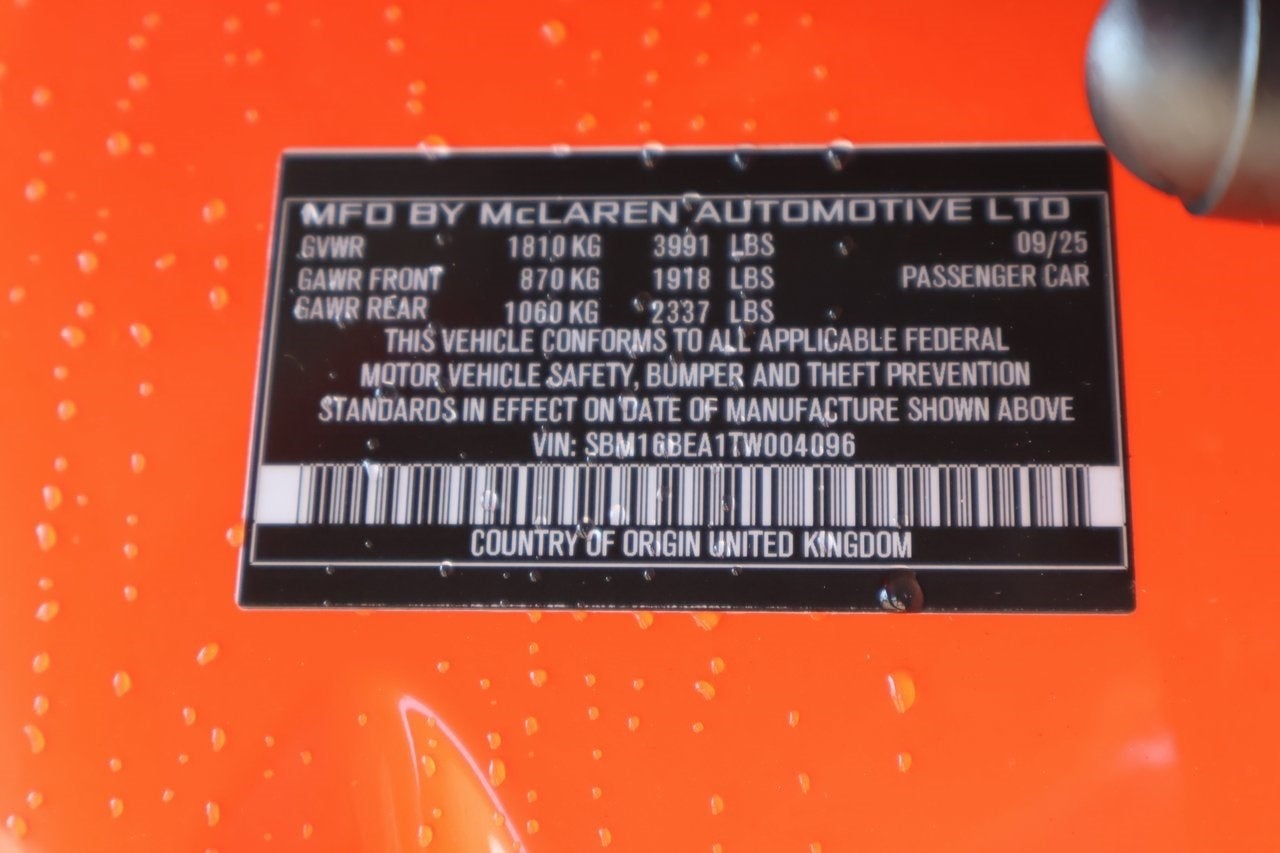 MFD BY McLAREN AUTOMOTIVE LTD
GVWR 1810 KG 3991 LBS 09/25
GAWR FRONT 870 KG 1918 LBS PASSENGER CAR
GAWR REAR 1060 KG 2337 LBS
THIS VEHICLE CONFORMS TO ALL APPLICABLE FEDERAL
MOTOR VEHICLE SAFETY, BUMPER AND THEFT PREVENTION
STANDARDS IN EFFECT ON DATE OF MANUFACTURE SHOWN ABOVE
VIN: SBM16BEA1TW004096
COUNTRY OF ORIGIN UNITED KINGDOM